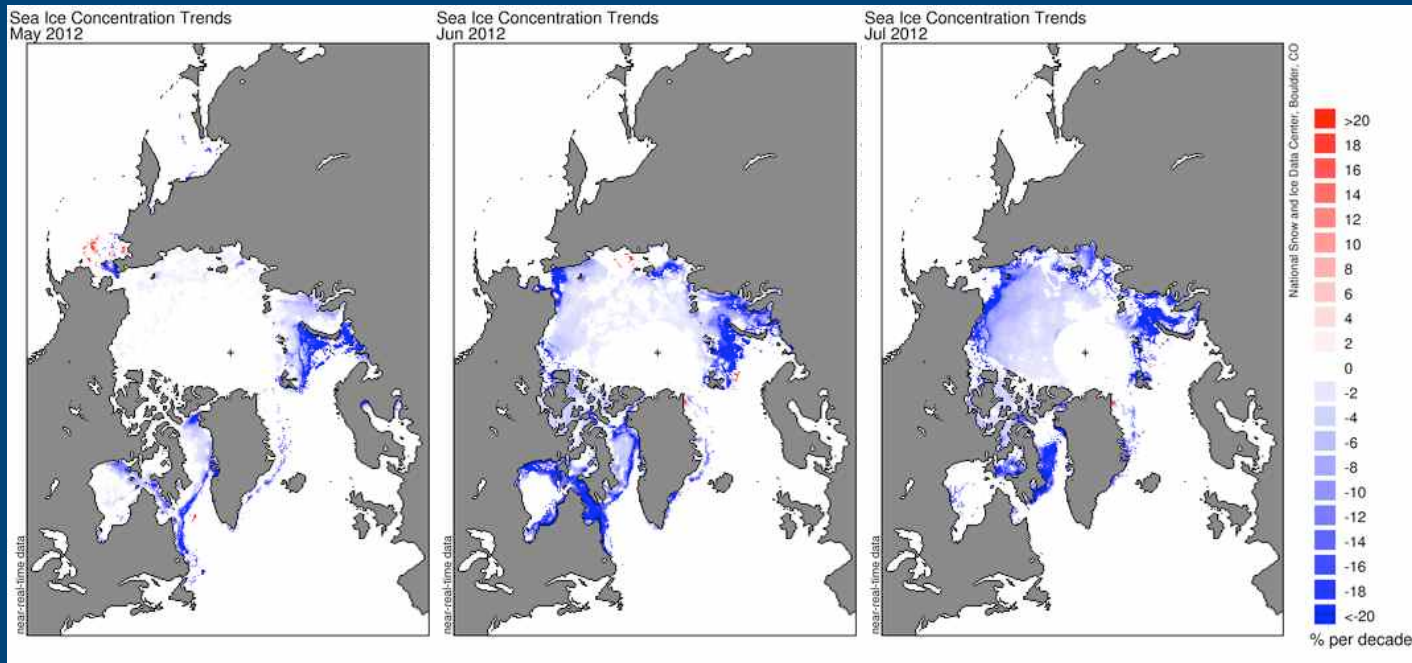 Sea Ice Concentration Trends
May 2012
near-real-time data
Sea Ice Concentration Trends
Jun 2012
near-real-time data
Sea Ice Concentration Trends
Jul 2012
near-real-time data
National Snow and Ice Data Center, Boulder, CO
>20
18
16
14
12
10
8
6
4
2
0
-2
-4
-6
-8
-10
-12
-14
-16
-18
<-20
% per decade